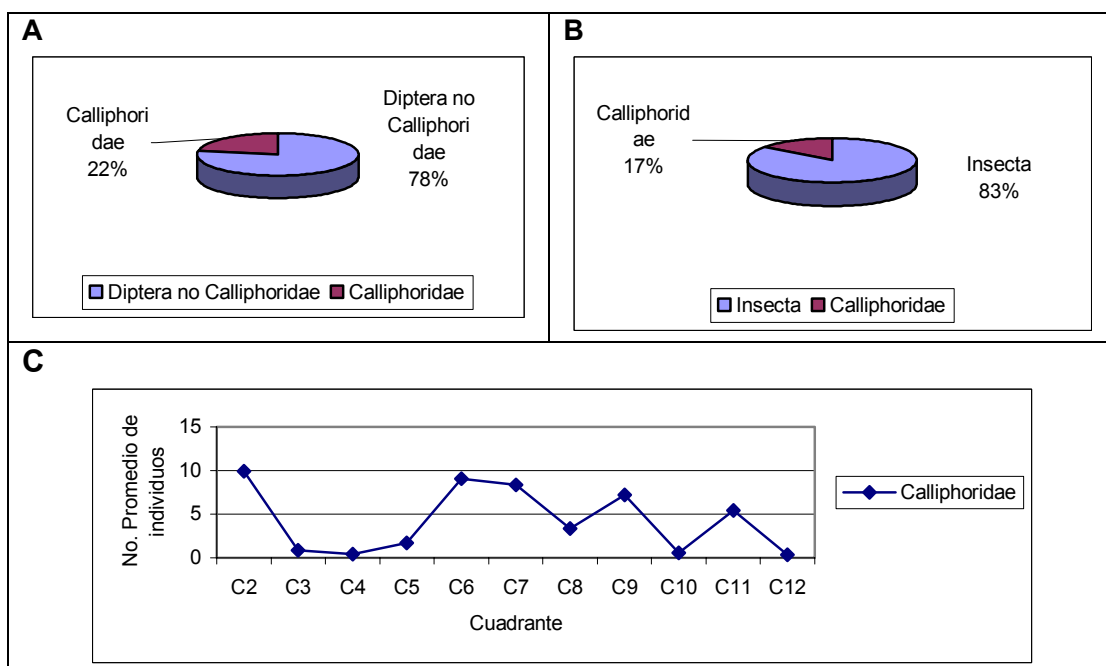 A
Calliphori
dae
22%
Diptera no
Calliphori
dae
78%
Diptera no Calliphoridae Calliphoridae
B
Calliphorid
ae
17%
Insecta
83%
Insecta Calliphoridae
C
No. Promedio de
individuos
15
10
5
0
C2 C3 C4 C5 C6 C7 C8 C9 C10 C11 C12
Cuadrante
Calliphoridae